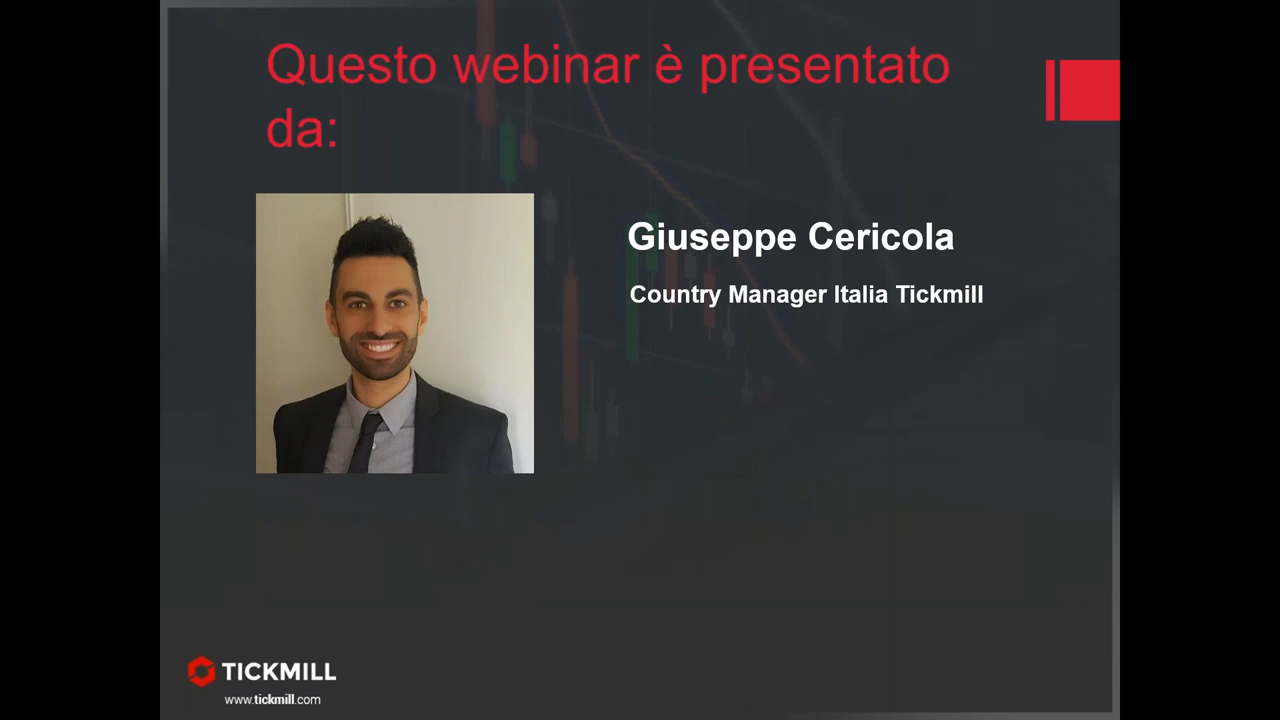 Questo webinar è presentato
da:
Giuseppe Cericola
Country Manager Italia Tickmill
TICKMILL
www.tickmill.com